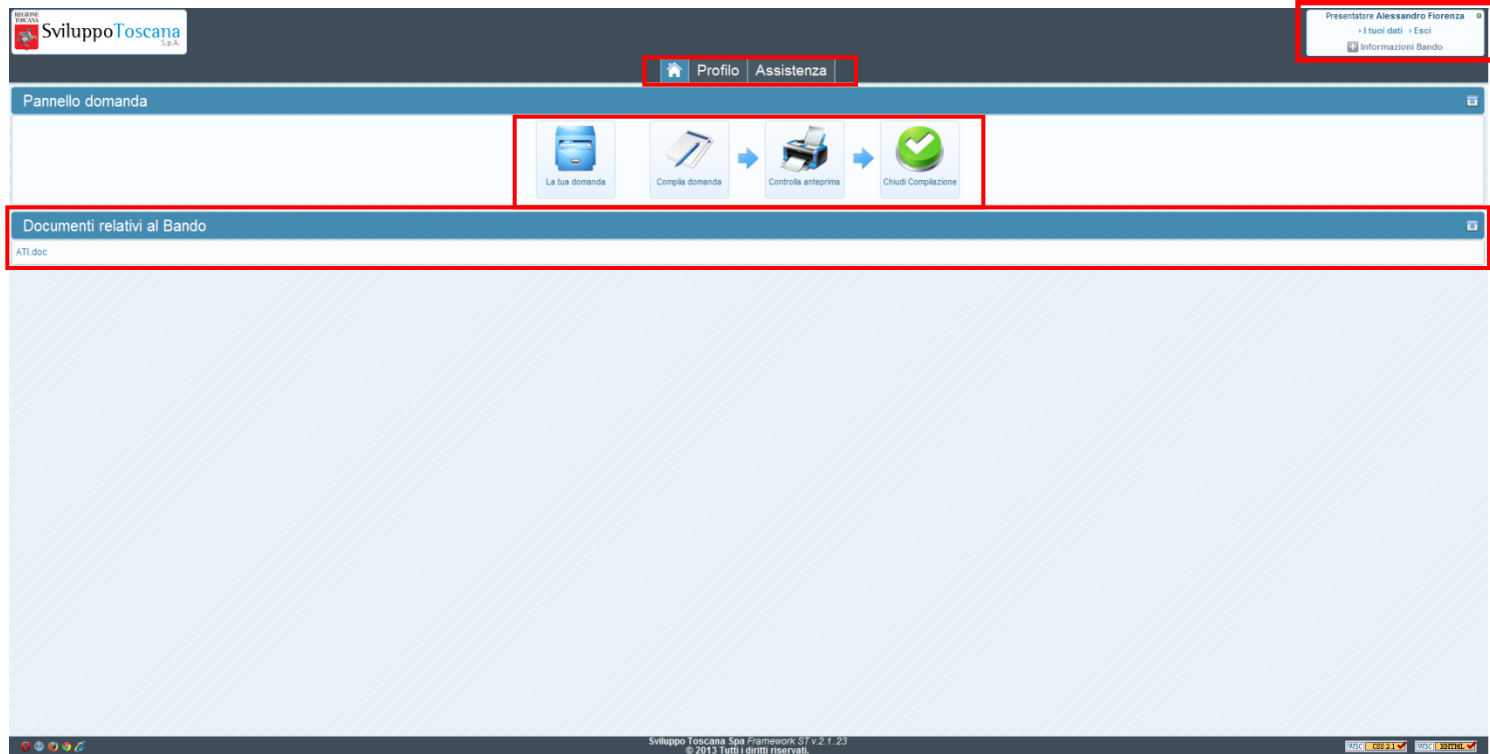 REGIONE
TOSCANA
SviluppoToscana
S.p.A.
Presentatore Alessandro Fiorenza
› I tuoi dati › Esci
Informazioni Bando
Profilo Assistenza
Pannello domanda
La tua domanda Compila domanda Controlla anteprima Chiudi Compilazione
Documenti relativi al Bando
ATI.doc
Sviluppo Toscana Spa Framework ST v.2.1..23
© 2013 Tutti i diritti riservati.
W3C CSS 2.1 W3C XHTML